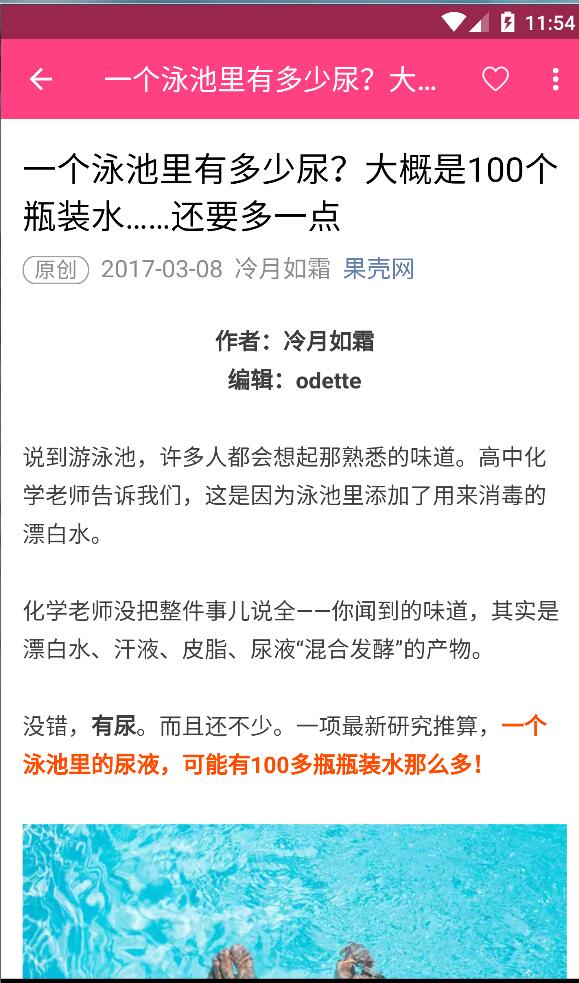 11:54
一个泳池里有多少尿？大...
一个泳池里有多少尿？大概是100个
瓶装水......还要多一点
原创 2017-03-08 冷月如霜 果壳网
作者：冷月如霜
编辑：odette
说到游泳池，许多人都会想起那熟悉的味道。高中化
学老师告诉我们，这是因为泳池里添加了用来消毒的
漂白水。
化学老师没把整件事儿说全——你闻到的味道，其实是
漂白水、汗液、皮脂、尿液“混合发酵”的产物。
没错，有尿。而且还不少。一项最新研究推算，一个
泳池里的尿液，可能有100多瓶瓶装水那么多！